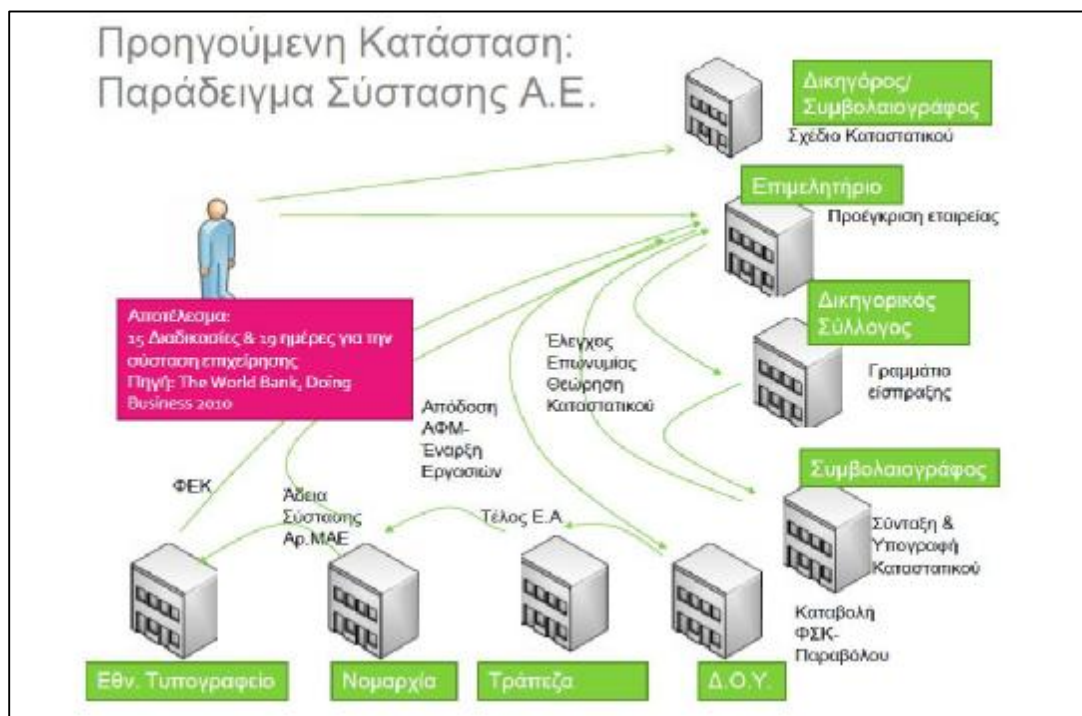 Προηγούμενη Κατάσταση:
Παράδειγμα Σύστασης Α.Ε.
Δικηγόρος/
Συμβολαιογράφος
Σχέδιο Καταστατικού
Επιμελητήριο
Προέγκριση εταιρείας
Αποτέλεσμα:
15 Διαδικασίες & 19 ημέρες για την
σύσταση επιχείρησης
Πηγή: The World Bank, Doing
Business 2010
Δικηγορικός
Σύλλογος
Γραμμάτιο
είσπραξης
Έλεγχος
Επωνυμίας
Θεώρηση
Καταστατικού
Απόδοση
ΑΦΜ-
Έναρξη
Εργασιών
ΦΕΚ
Άδεια
Σύστασης
Αρ.ΜΑΕ
Τέλος Ε.Α
Συμβολαιογράφος
Σύνταξη &
Υπογραφή
Καταστατικού
Καταβολή
ΦΣΚ-
Παραβόλου
Εθν. Τυπογραφείο
Νομαρχία
Τράπεζα
Δ.Ο.Υ.